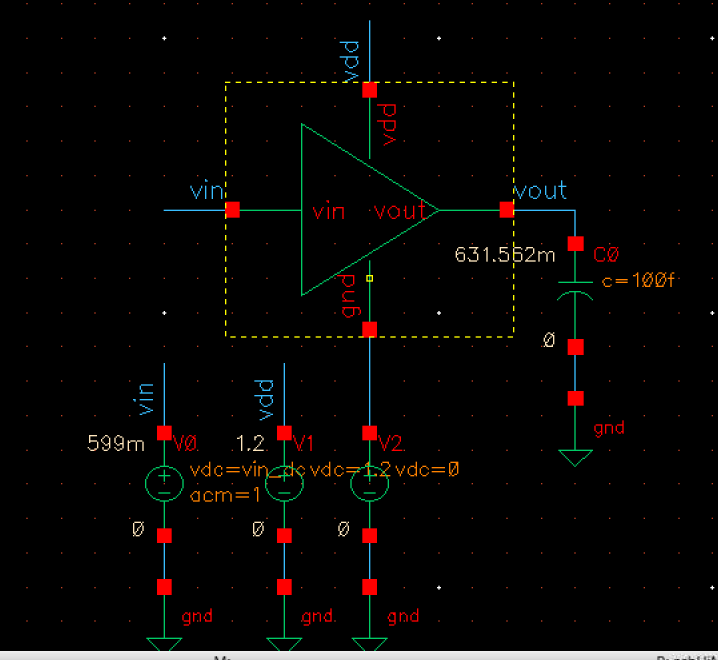 vdd
vdd
vin
vin
vout
vout
631.562m
C0
c=100f
gnd
0
vin
vdd
599m
V0
1.2
V1
V2
vdc=vin_dc
vdc=1.2
vdc=0
acm=1
0
0
0
gnd
gnd
gnd
gnd